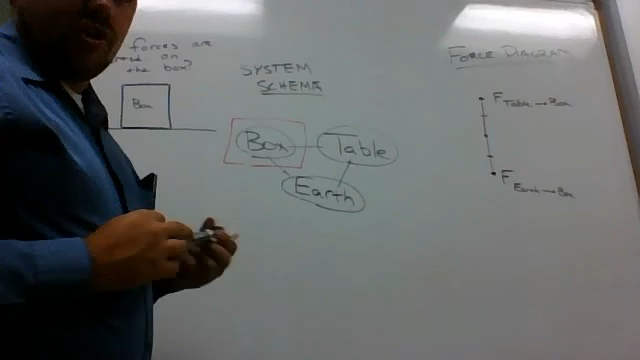 forces are
on
the box?
Box
SYSTEM
SCHEMA
Box
Table
Earth
FORCE DIAGRAM
F Table → Box
F Earth → Box